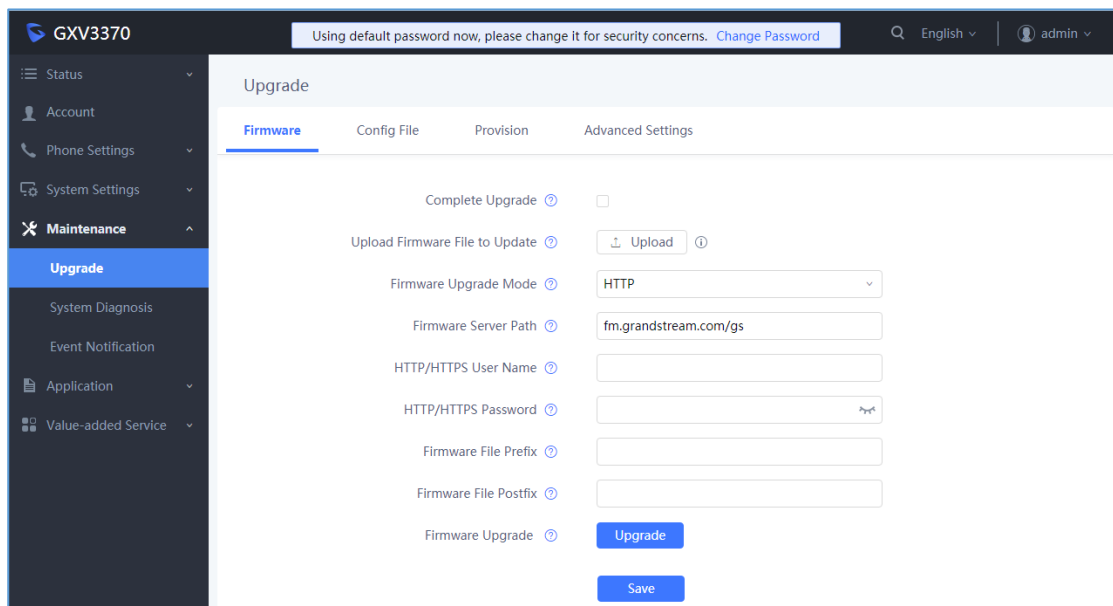 GXV3370
Using default password now, please change it for security concerns. Change Password
English
admin
Status
Account
Phone Settings
System Settings
Maintenance
Upgrade
System Diagnosis
Event Notification
Application
Value-added Service
Upgrade
Firmware Config File Provision Advanced Settings
Complete Upgrade
Upload Firmware File to Update Upload
Firmware Upgrade Mode HTTP
Firmware Server Path fm.grandstream.com/gs
HTTP/HTTPS User Name
HTTP/HTTPS Password
Firmware File Prefix
Firmware File Postfix
Firmware Upgrade Upgrade
Save